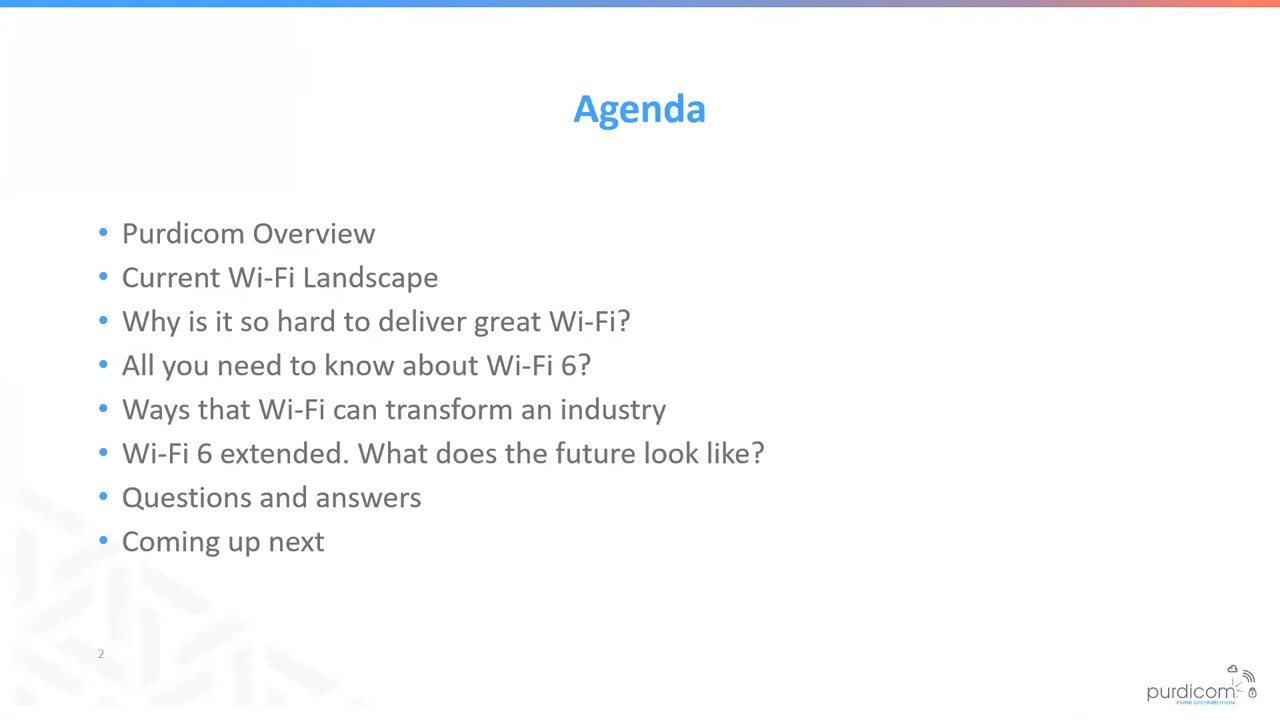 Agenda
• Purdicom Overview
• Current Wi-Fi Landscape
• Why is it so hard to deliver great Wi-Fi?
• All you need to know about Wi-Fi 6?
• Ways that Wi-Fi can transform an industry
• Wi-Fi 6 extended. What does the future look like?
• Questions and answers
• Coming up next
2
purdicom
PURE DISTRIBUTION